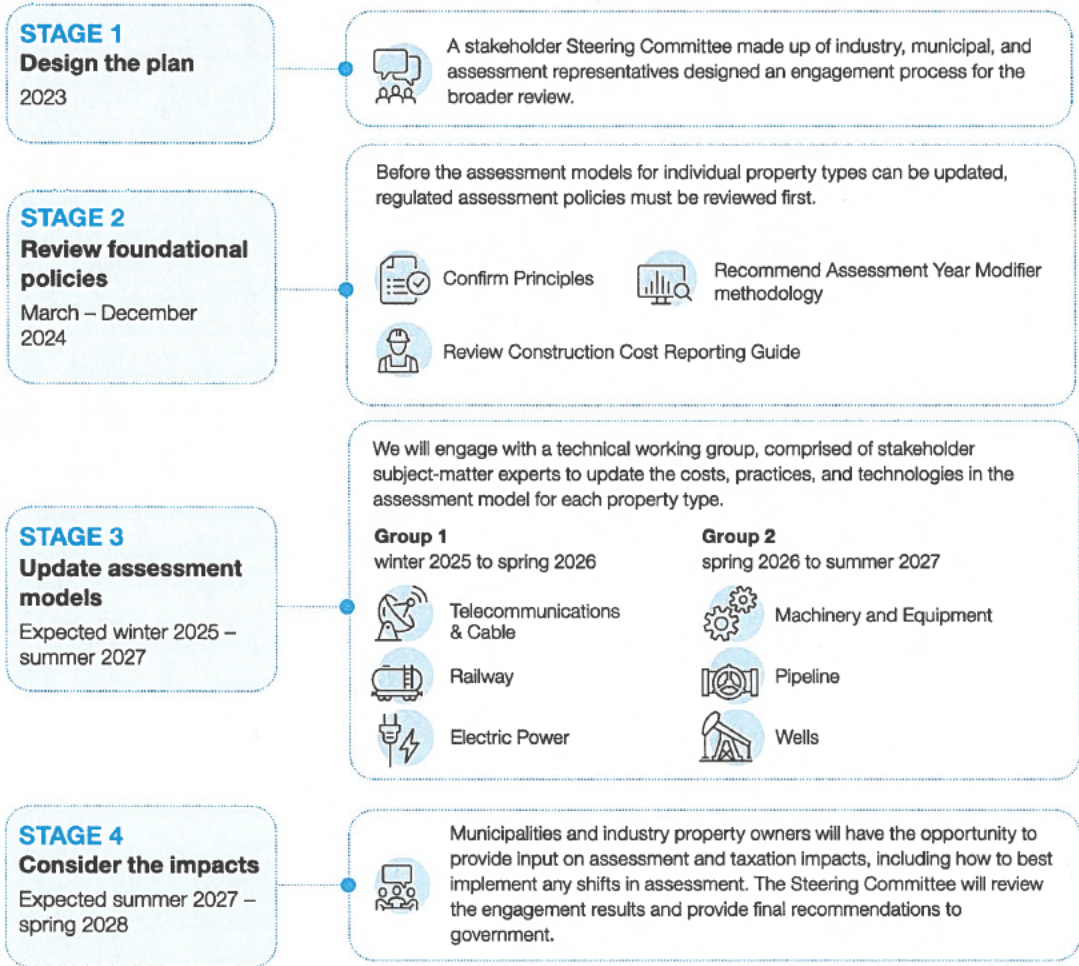 STAGE 1
Design the plan
2023
A stakeholder Steering Committee made up of industry, municipal, and
assessment representatives designed an engagement process for the
broader review.
STAGE 2
Review foundational
policies
March – December
2024
Before the assessment models for individual property types can be updated,
regulated assessment policies must be reviewed first.
Confirm Principles
Recommend Assessment Year Modifier
methodology
Review Construction Cost Reporting Guide
STAGE 3
Update assessment
models
Expected winter 2025 –
summer 2027
We will engage with a technical working group, comprised of stakeholder
subject-matter experts to update the costs, practices, and technologies in the
assessment model for each property type.
Group 1
winter 2025 to spring 2026
Telecommunications
& Cable
Railway
Electric Power
Group 2
spring 2026 to summer 2027
Machinery and Equipment
Pipeline
Wells
STAGE 4
Consider the impacts
Expected summer 2027 –
spring 2028
Municipalities and industry property owners will have the opportunity to
provide input on assessment and taxation impacts, including how to best
implement any shifts in assessment. The Steering Committee will review
the engagement results and provide final recommendations to
government.